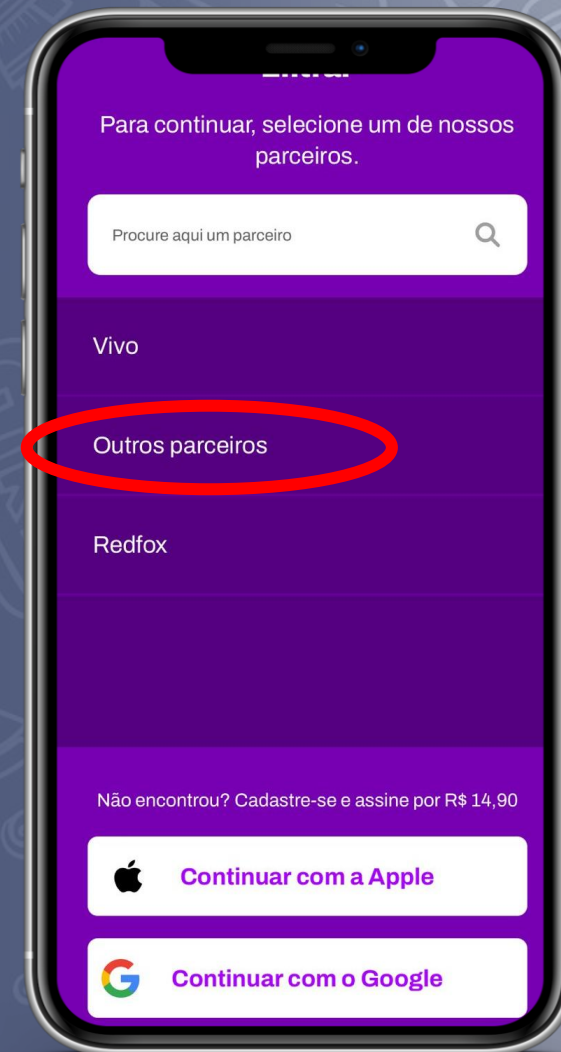 Para continuar, selecione um de nossos
parceiros.
Procure aqui um parceiro
Vivo
Outros parceiros
Redfox
Não encontrou? Cadastre-se e assine por R$ 14,90
Continuar com a Apple
Continuar com o Google